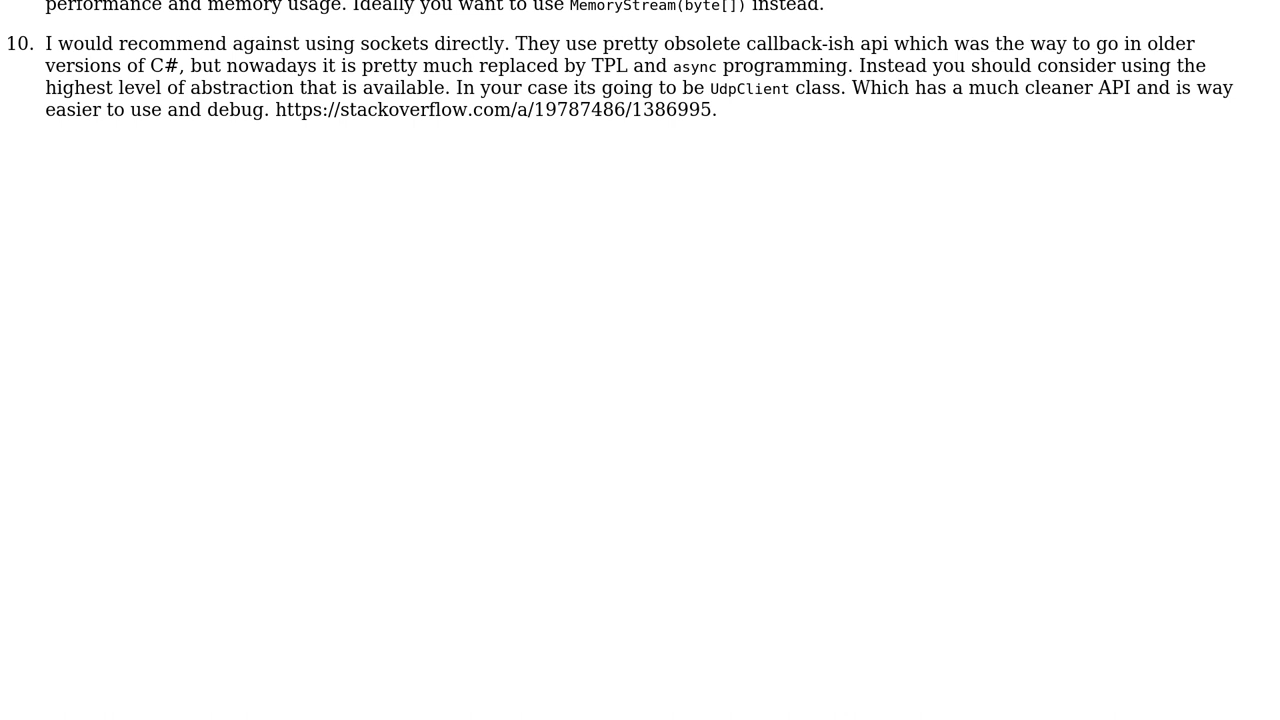 performance and memory usage. Ideally you want to use MemoryStream(byte[]) instead.
10. I would recommend against using sockets directly. They use pretty obsolete callback-ish api which was the way to go in older
versions of C#, but nowadays it is pretty much replaced by TPL and async programming. Instead you should consider using the
highest level of abstraction that is available. In your case its going to be UdpClient class. Which has a much cleaner API and is way
easier to use and debug. https://stackoverflow.com/a/19787486/1386995.